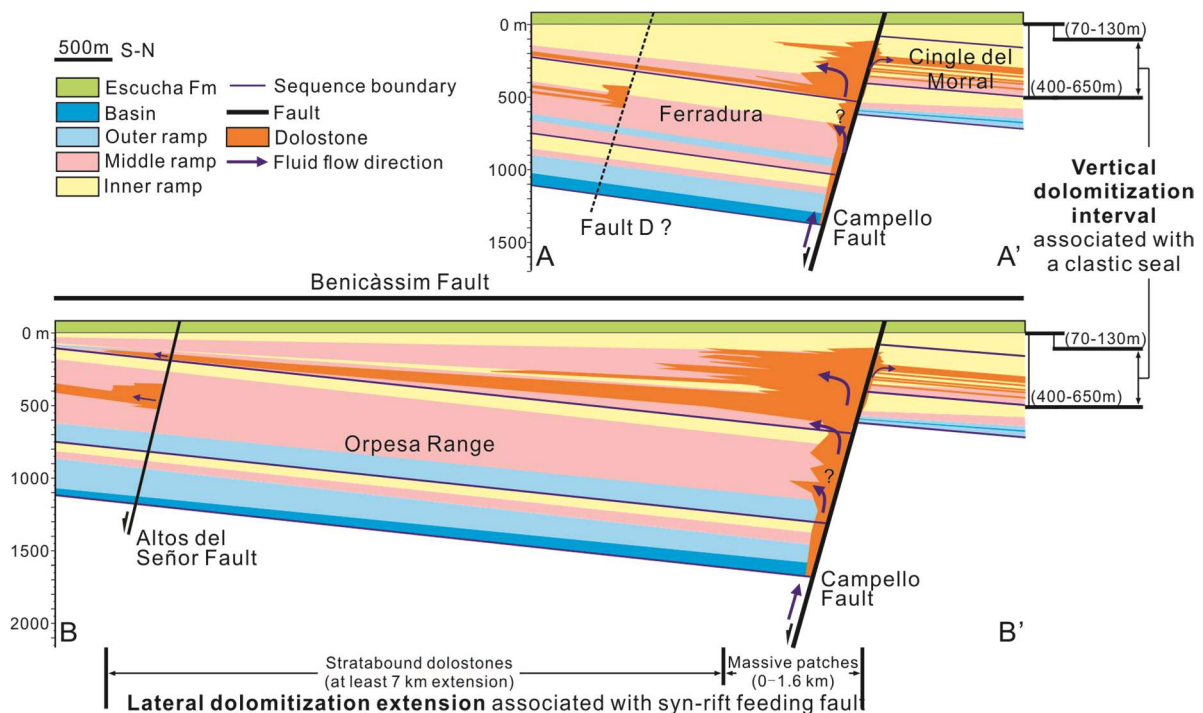 500m S-N
Escucha Fm
Basin
Outer ramp
Middle ramp
Inner ramp
Sequence boundary
Fault
Dolostone
Fluid flow direction
0 m
500
1000
1500
A
Fault D ?
Ferradura
?
Cingle del
Morral
Campello
Fault
A’
(70-130m)
(400-650m)
Vertical
dolomitization
interval
associated with
a clastic seal
Benicàssim Fault
0 m
500
1000
1500
2000
B
Orpesa Range
?
Altos del
Señor Fault
Campello
Fault
B’
(70-130m)
(400-650m)
Stratabound dolostones
(at least 7 km extension)
Massive patches
(0–1.6 km)
Lateral dolomitization extension associated with syn-rift feeding fault